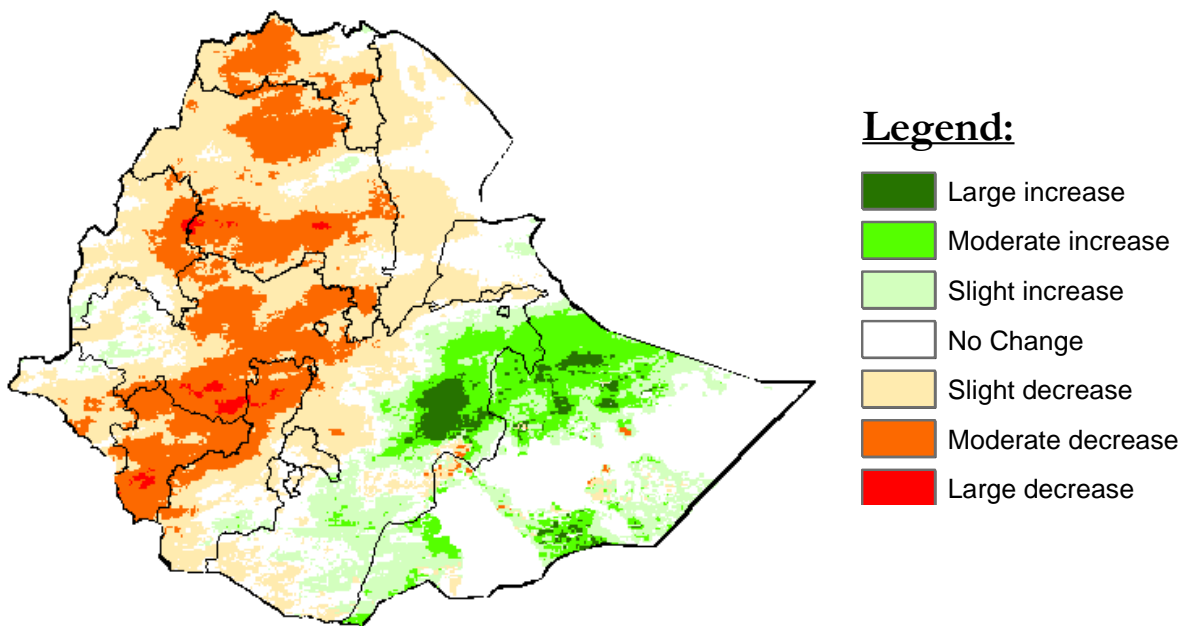 Legend:
Large increase
Moderate increase
Slight increase
No Change
Slight decrease
Moderate decrease
Large decrease